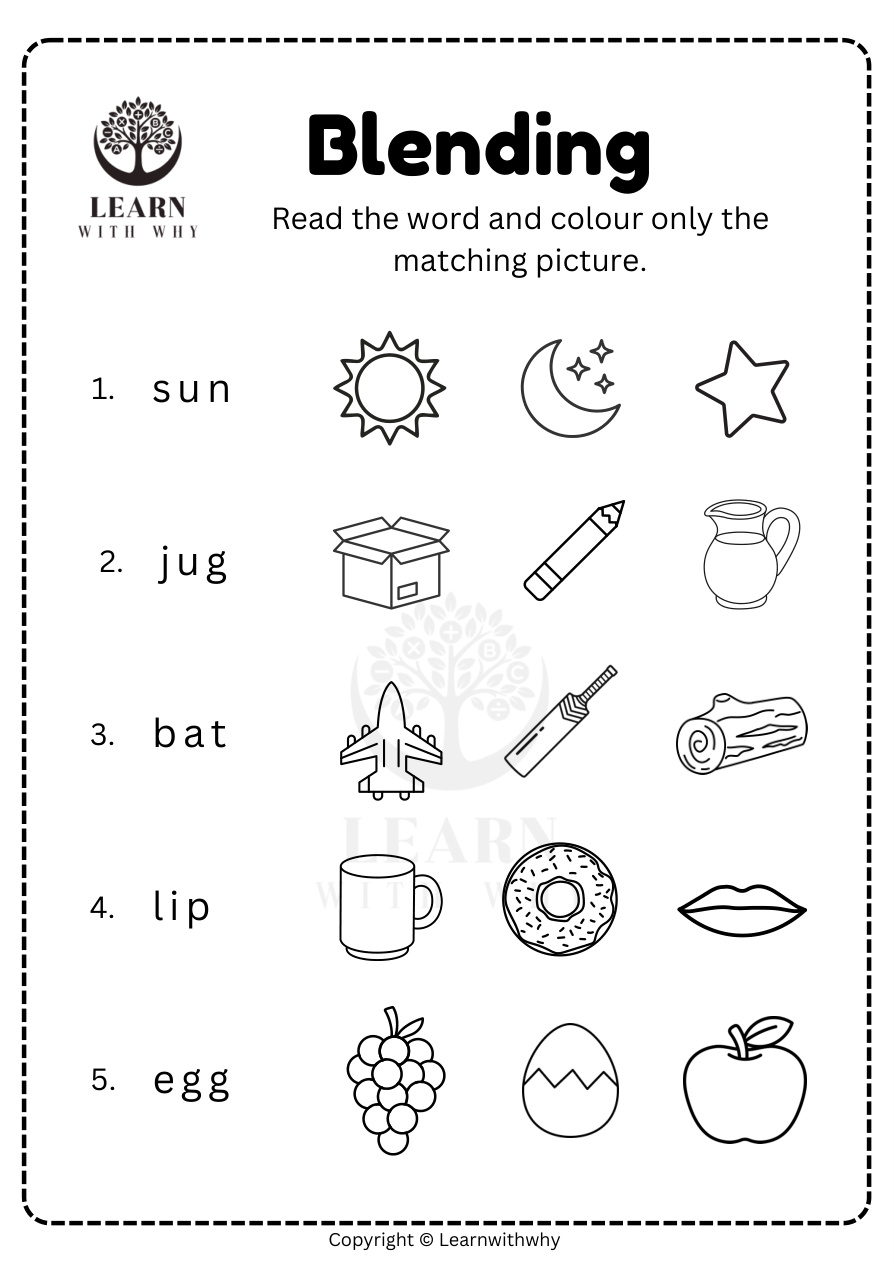 LEARN
WITH WHY
Blending
Read the word and colour only the
matching picture.
1. sun
2. jug
3. bat
LEARN
WITH WHY
4. lip
5. egg
Copyright © Learnwithwhy